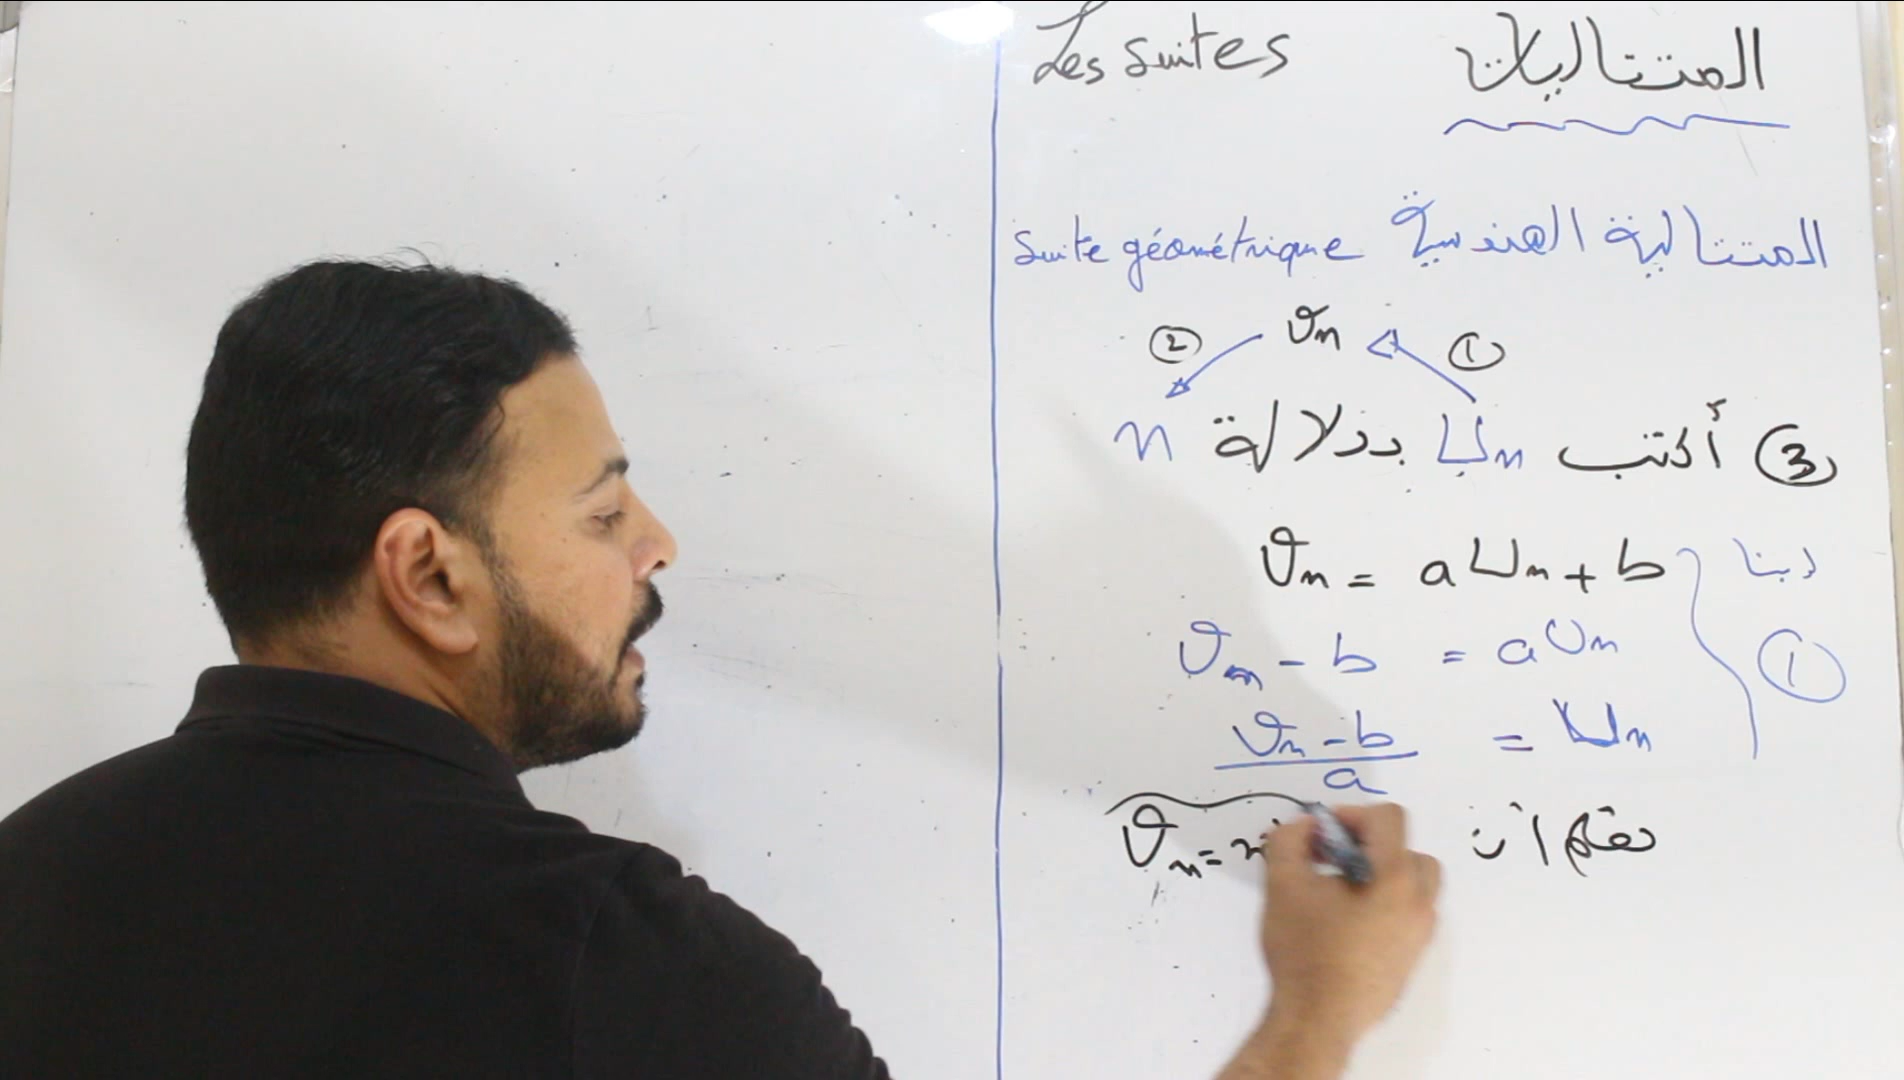 المتتاليات Les suites
المتتالية الهندسية Suite géométrique
② vn ①
③ أكتب Un بدلالة n
لدينا vn = aUn + b
① vn - b = aUn
(vn - b)/a = Un
نعلم أن vn =